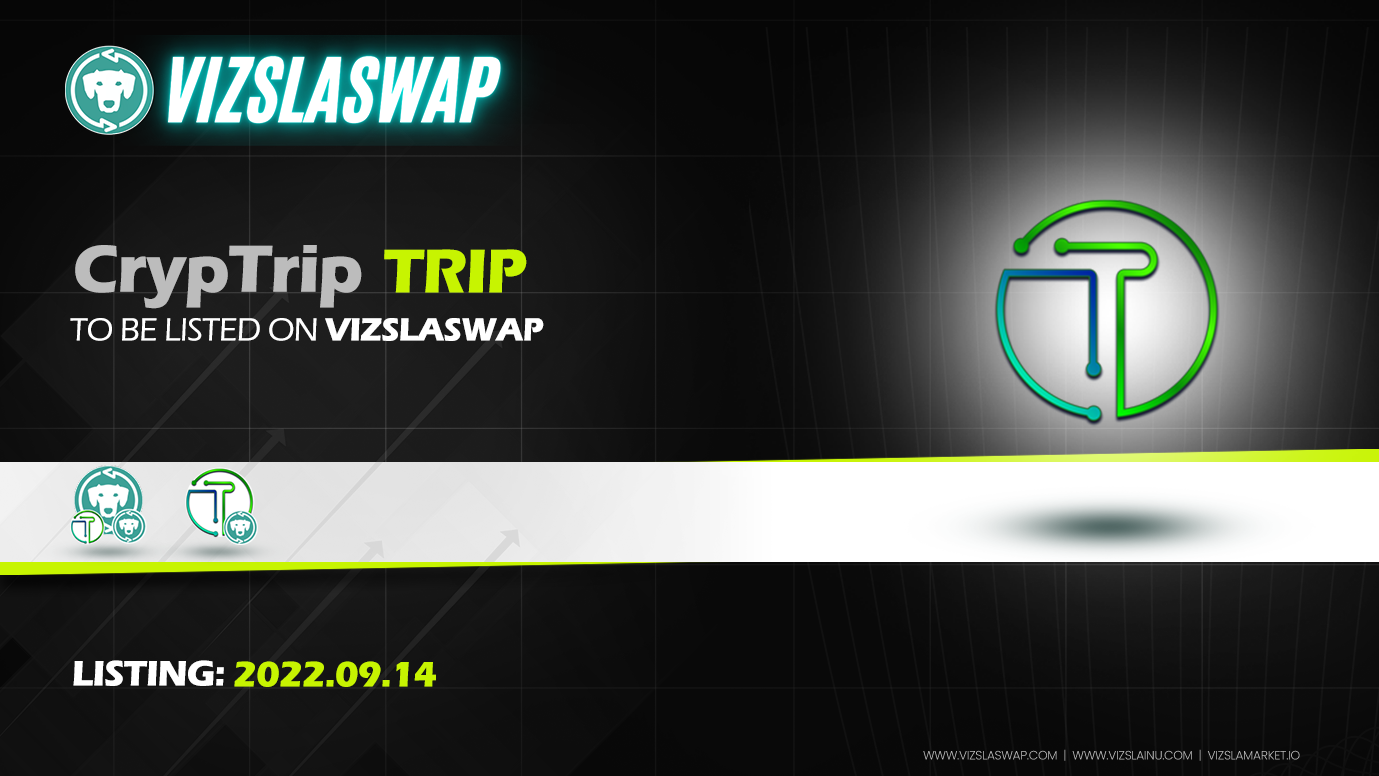 VIZSLASWAP
CrypTrip TRIP
TO BE LISTED ON VIZSLASWAP
LISTING: 2022.09.14
WWW.VIZSLASWAP.COM | WWW.VIZSLAINU.COM | VIZSLAMARKET.IO